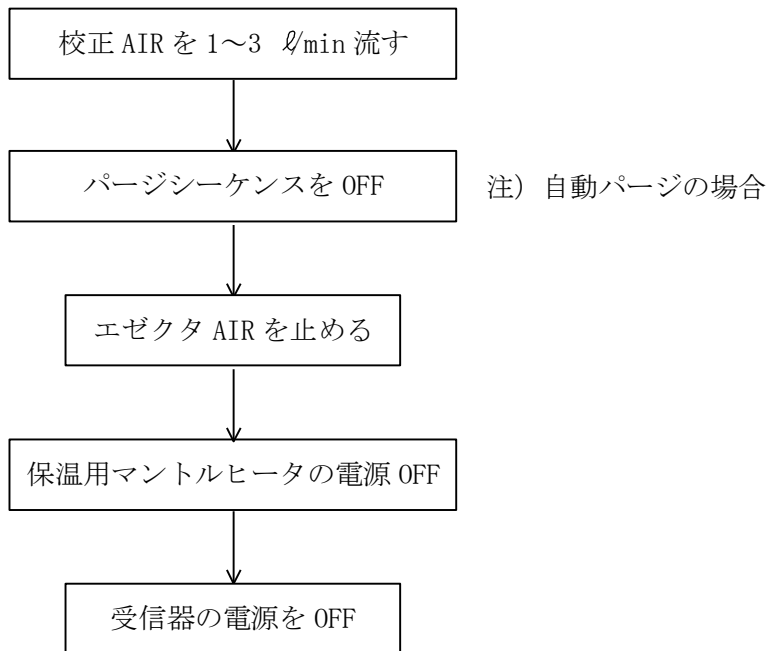 校正 AIR を 1～3 ℓ/min 流す
パージシーケンスを OFF 注）自動パージの場合
エゼクタ AIR を止める
保温用マントルヒータの電源 OFF
受信器の電源を OFF